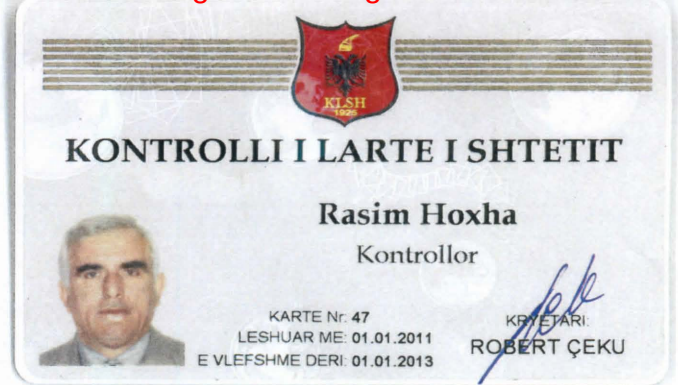 KLSH
1925
KONTROLLI I LARTE I SHTETIT
Rasim Hoxha
Kontrollor
KARTE Nr: 47
LESHUAR ME: 01.01.2011
E VLEFSHME DERI: 01.01.2013
KRYETARI:
ROBERT ÇEKU